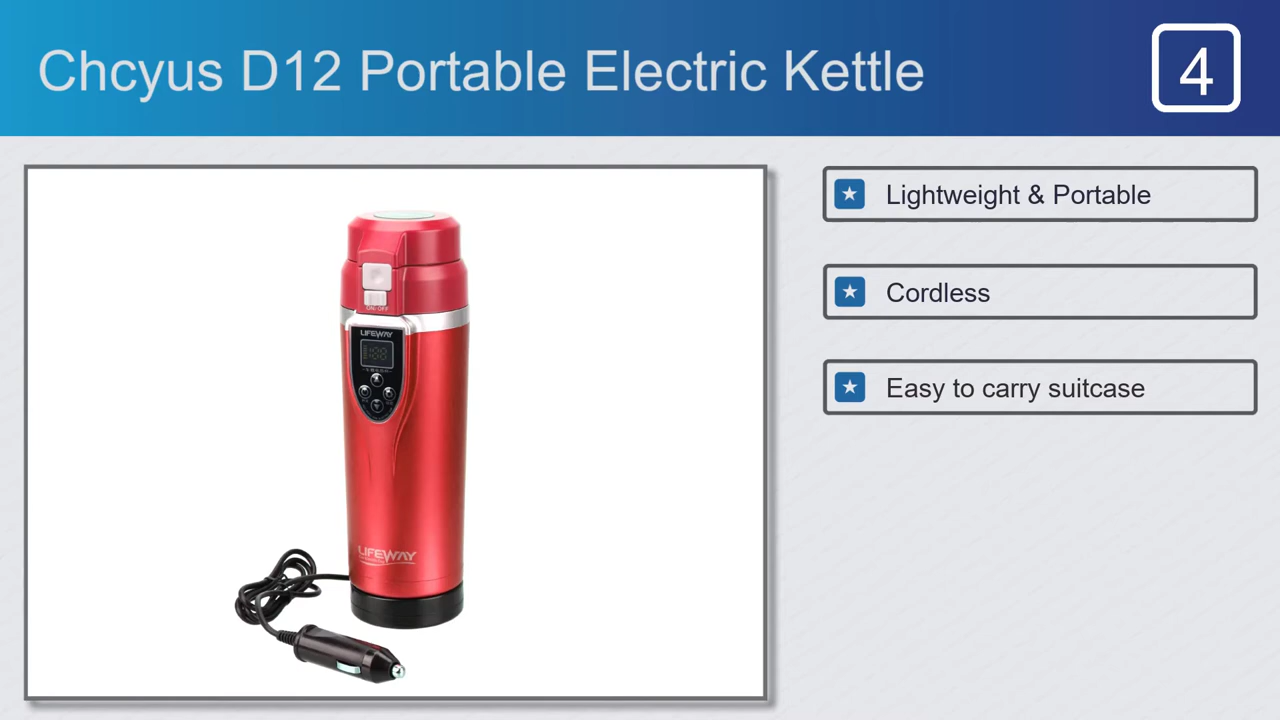 Chcyus D12 Portable Electric Kettle
4
Lightweight & Portable
Cordless
Easy to carry suitcase
ON/OFF
LIFEWAY
LIFEWAY